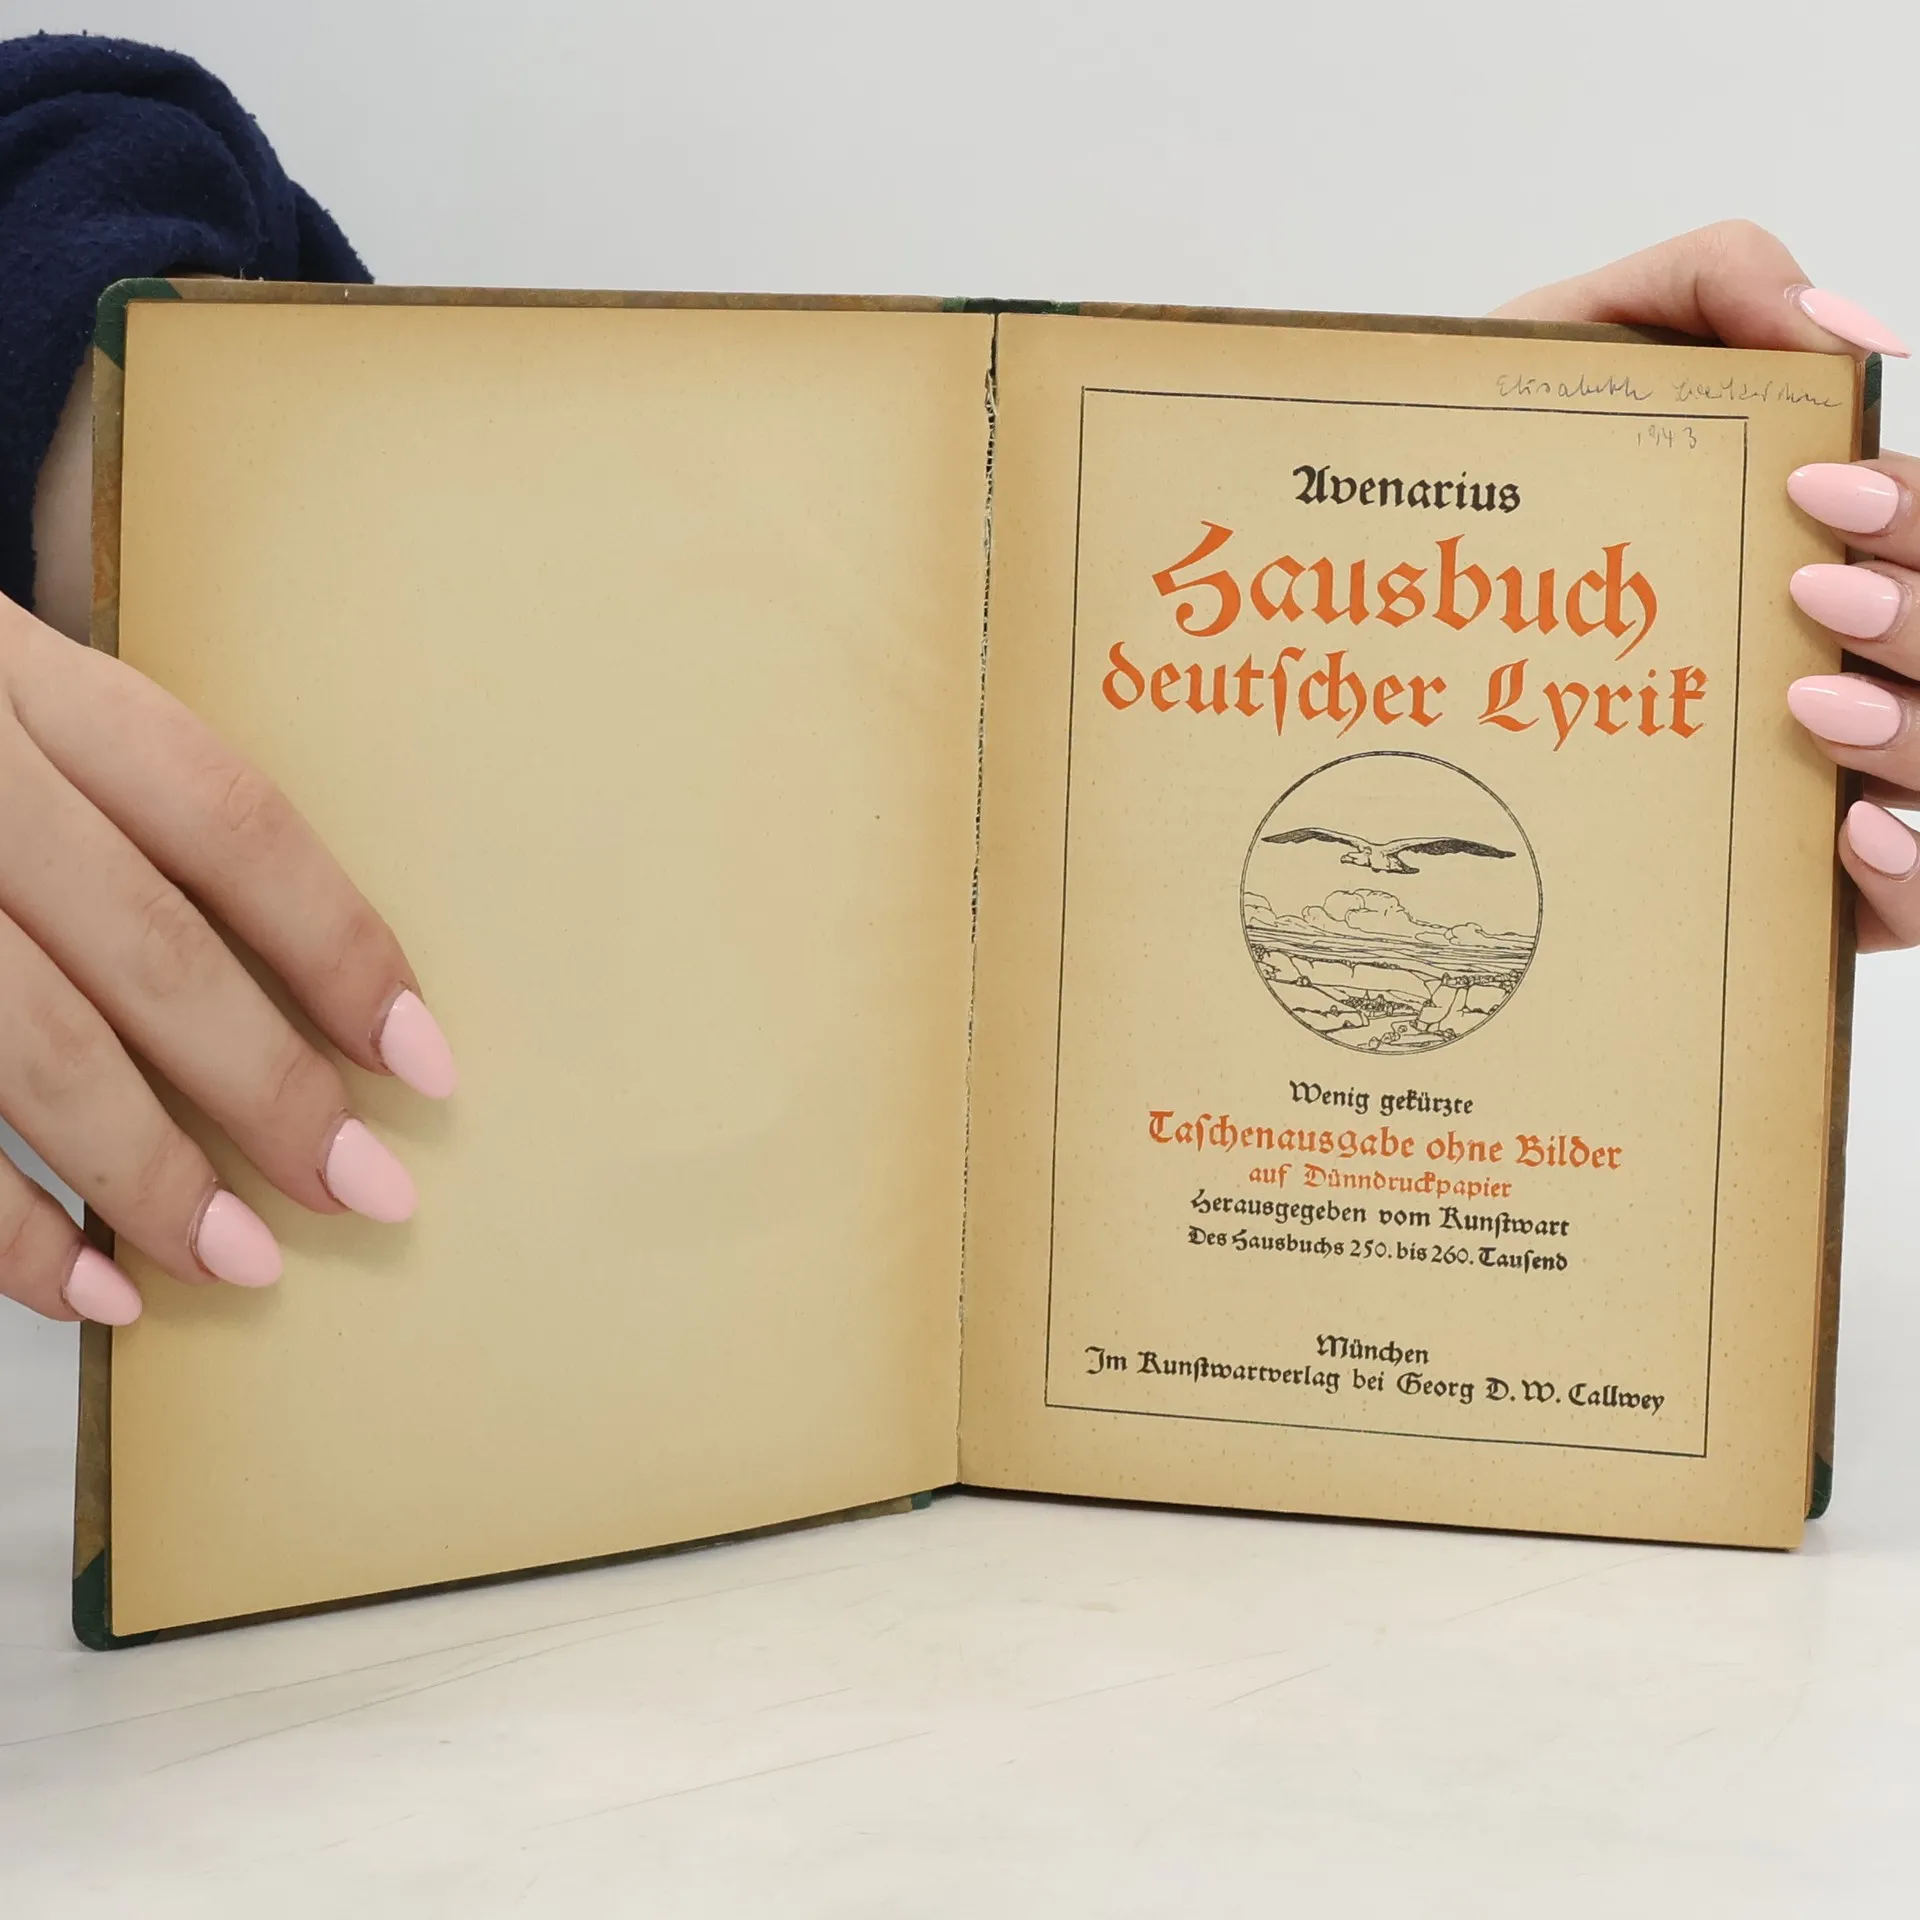 Elisabeth
1943
Avenarius
Hausbuch
deutſcher Lyrik
Wenig gekürzte
Taſchenausgabe ohne Bilder
auf Dünndruckpapier
Herausgegeben vom Kunſtwart
Des Hausbuchs 250. bis 260. Tauſend
München
Im Kunſtwartverlag bei Georg D. W. Callwey